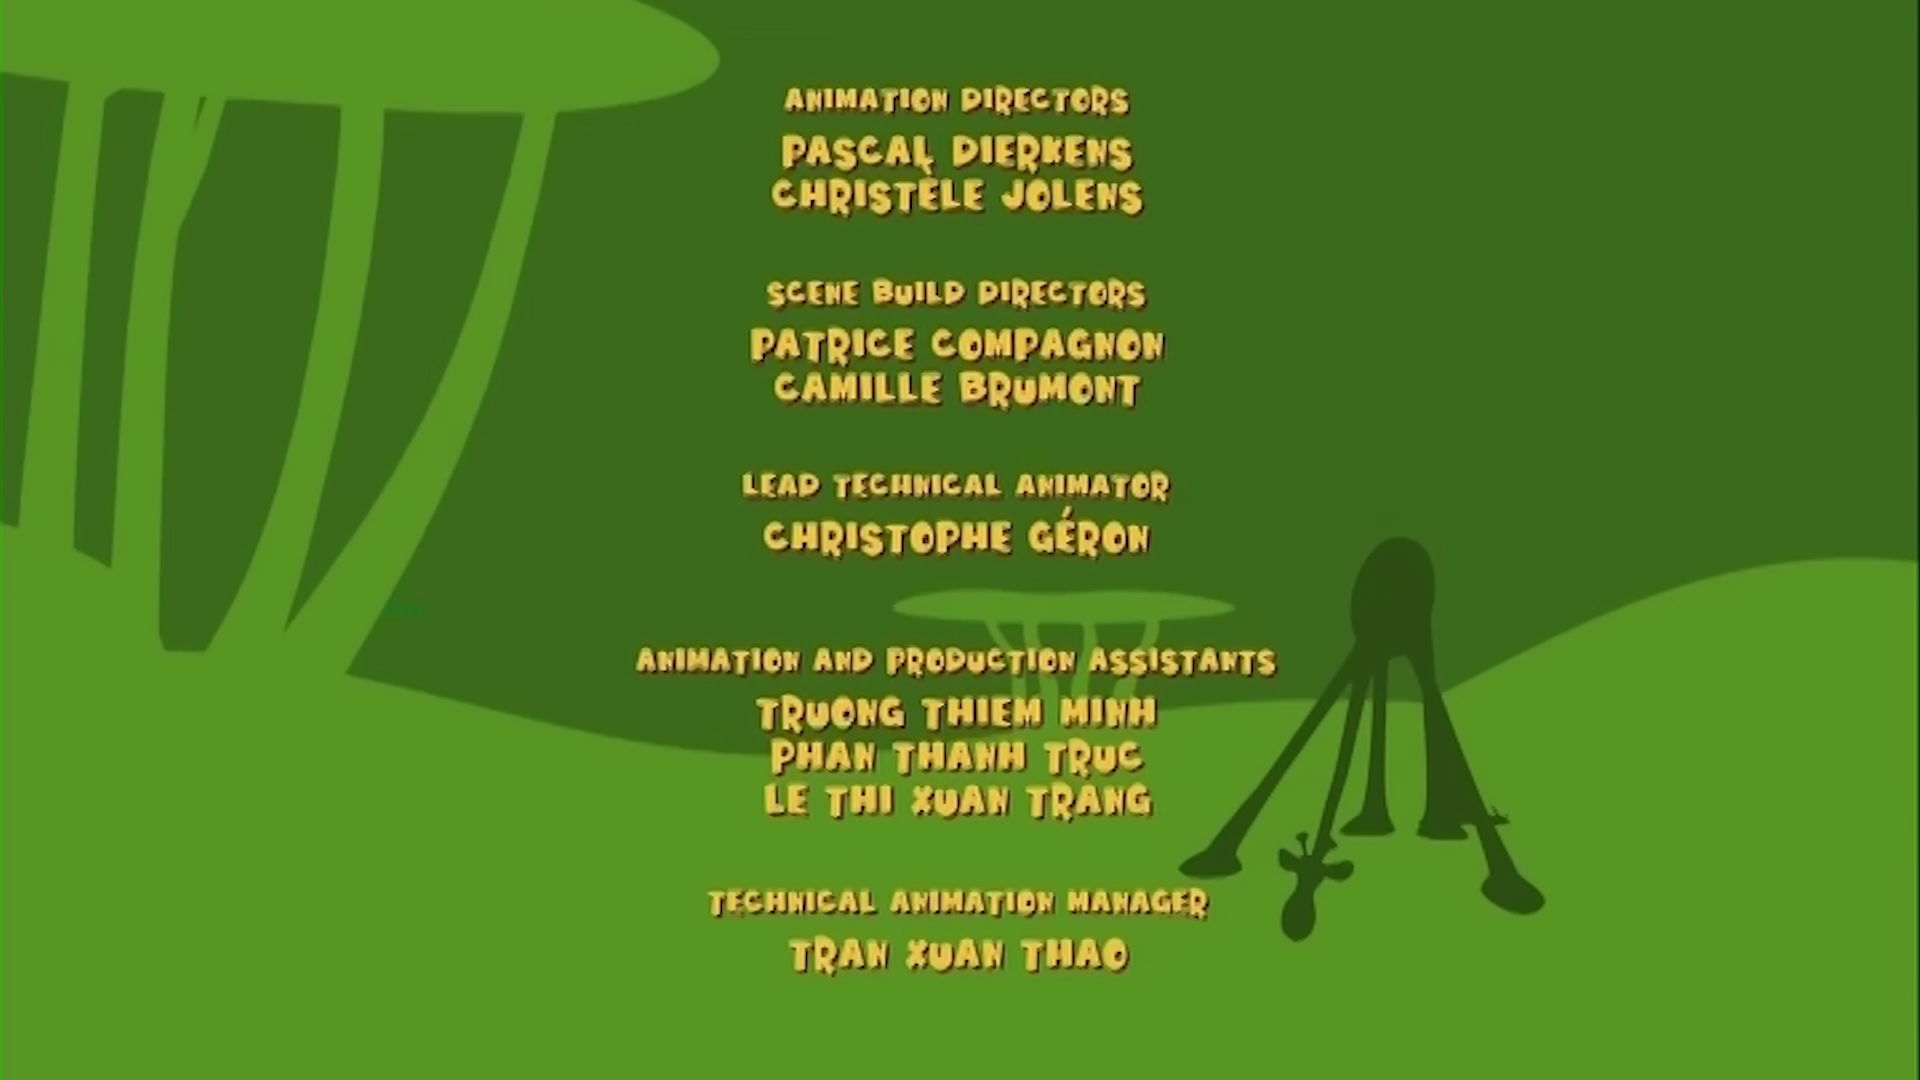 ANIMATION DIRECTORS
PASCAL DIERKENS
CHRISTÈLE JOLENS
SCENE BUILD DIRECTORS
PATRICE COMPAGNON
CAMILLE BRUMONT
LEAD TECHNICAL ANIMATOR
CHRISTOPHE GÉRON
ANIMATION AND PRODUCTION ASSISTANTS
TRUONG THIEM MINH
PHAN THANH TRUC
LE THI XUAN TRANG
TECHNICAL ANIMATION MANAGER
TRAN XUAN THAO